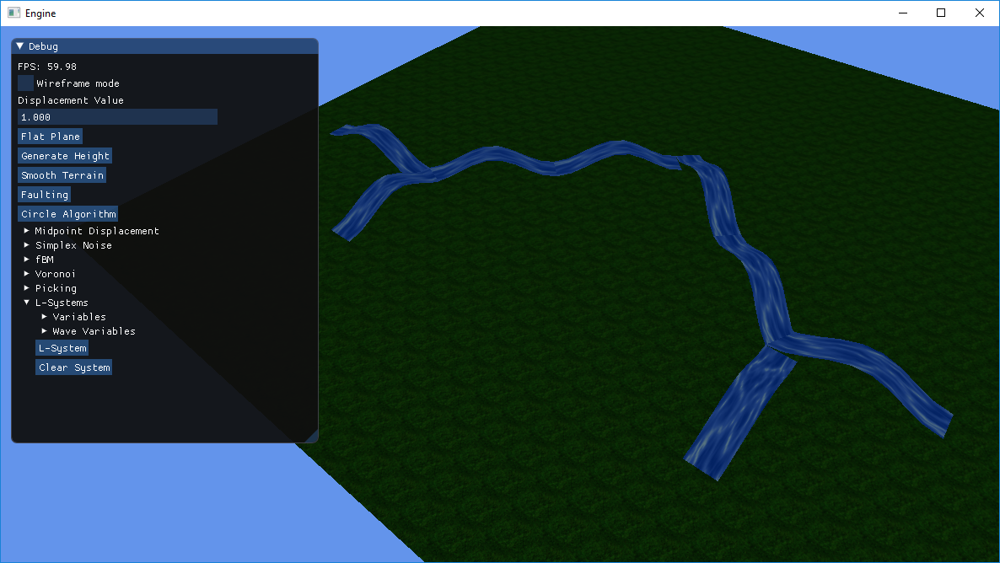 Engine
Debug
FPS: 59.98
Wireframe mode
Displacement Value
1.000
Flat Plane
Generate Height
Smooth Terrain
Faulting
Circle Algorithm
Midpoint Displacement
Simplex Noise
fBM
Voronoi
Picking
L-Systems
Variables
Wave Variables
L-System
Clear System